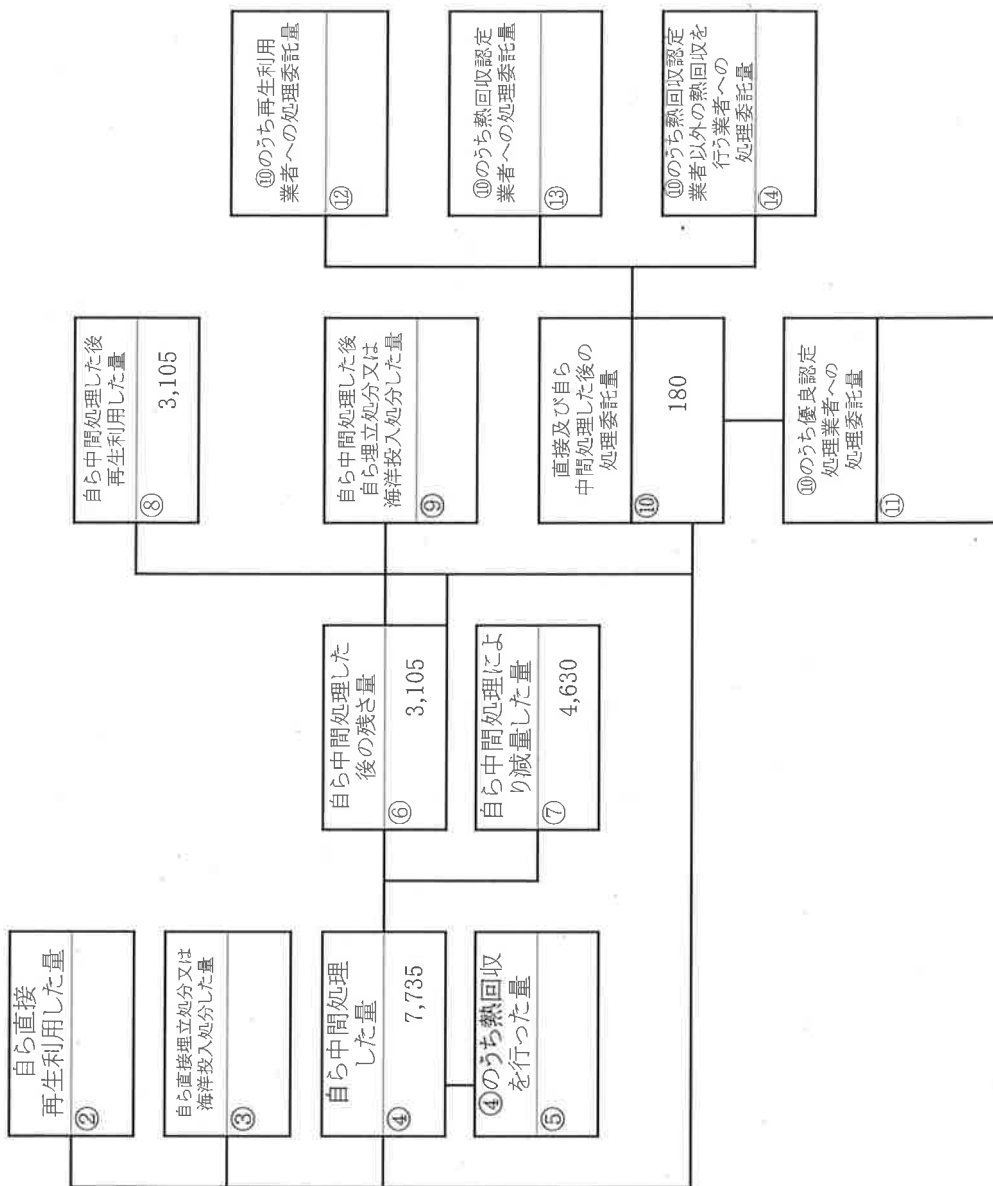 ②
自ら直接
再生利用した量
③
自ら直接埋立処分又は
海洋投入処分した量
④
自ら中間処理
した量
7,735
⑤
④のうち熱回収
を行った量
⑥
自ら中間処理した
後の残さ量
3,105
⑦
自ら中間処理によ
り減量した量
4,630
⑧
自ら中間処理した後
再生利用した量
3,105
⑨
自ら中間処理した後
自ら埋立処分又は
海洋投入処分した量
⑩
直接及び自ら
中間処理した後の
処理委託量
180
⑪
⑩のうち優良認定
処理業者への
処理委託量
⑫
⑩のうち再生利用
業者への処理委託量
⑬
⑩のうち熱回収認定
業者への処理委託量
⑭
⑩のうち熱回収認定
業者以外の熱回収を
行う業者への
処理委託量